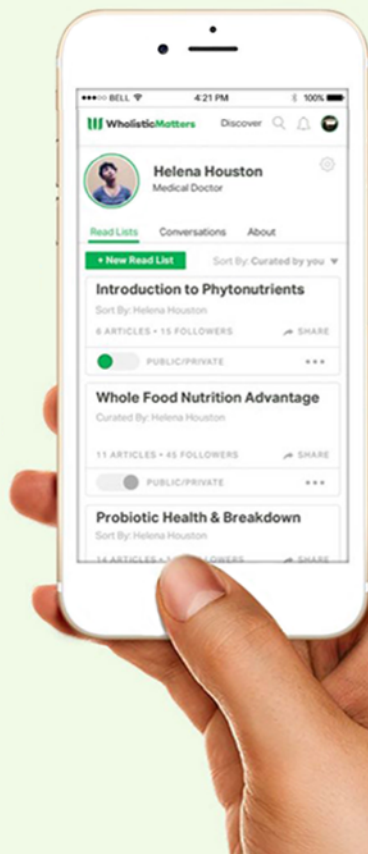 BELL 4:21 PM 100%
WholisticMatters Discover
Helena Houston
Medical Doctor
Read Lists Conversations About
+ New Read List Sort By: Curated by you
Introduction to Phytonutrients
Sort By: Helena Houston
6 ARTICLES • 15 FOLLOWERS SHARE
PUBLIC/PRIVATE
Whole Food Nutrition Advantage
Curated By: Helena Houston
11 ARTICLES • 45 FOLLOWERS SHARE
PUBLIC/PRIVATE
Probiotic Health & Breakdown
Sort By: Helena Houston
14 ARTICLES • SHARE